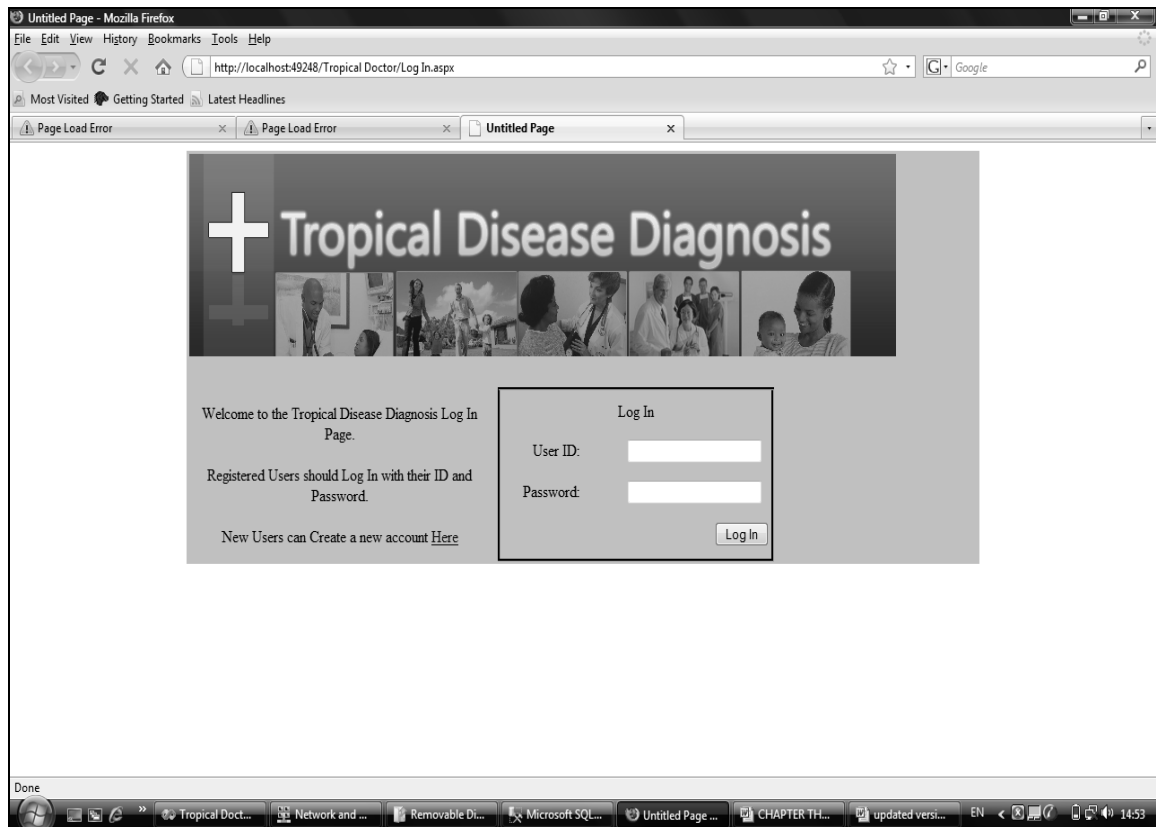 Untitled Page - Mozilla Firefox
File Edit View History Bookmarks Tools Help
http://localhost:49248/Tropical Doctor/Log In.aspx
G Google
Most Visited Getting Started Latest Headlines
Page Load Error Page Load Error Untitled Page
Tropical Disease Diagnosis
Welcome to the Tropical Disease Diagnosis Log In
Page.
Registered Users should Log In with their ID and
Password.
New Users can Create a new account Here
Log In
User ID:
Password:
Log In
Done
Tropical Doct... Network and ... Removable Di... Microsoft SQL... Untitled Page ... CHAPTER TH... updated versi... EN 14:53